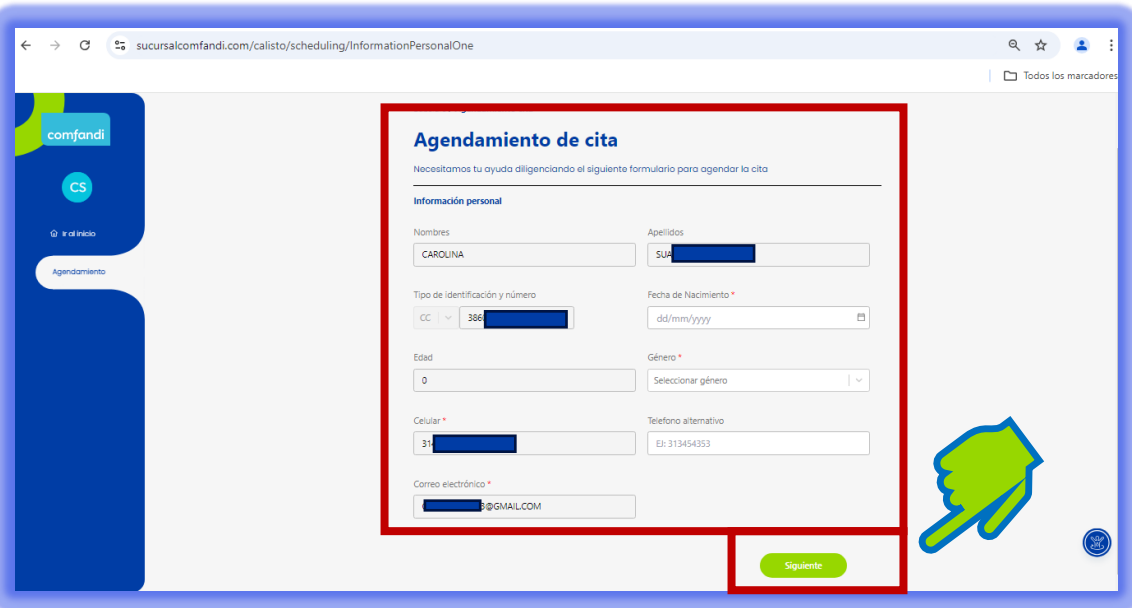 sucursalcomfandi.com/calisto/scheduling/InformationPersonalOne
Todos los marcadores
comfandi
CS
Ir al inicio
Agendamiento
Agendamiento de cita
Necesitamos tu ayuda diligenciando el siguiente formulario para agendar la cita
Información personal
Nombres
Apellidos
CAROLINA
SUA
Tipo de identificación y número
Fecha de Nacimiento *
CC
386
dd/mm/yyyy
Edad
Género *
0
Seleccionar género
Celular *
Telefono alternativo
31
EJ: 313454353
Correo electrónico *
3@GMAIL.COM
Siguiente